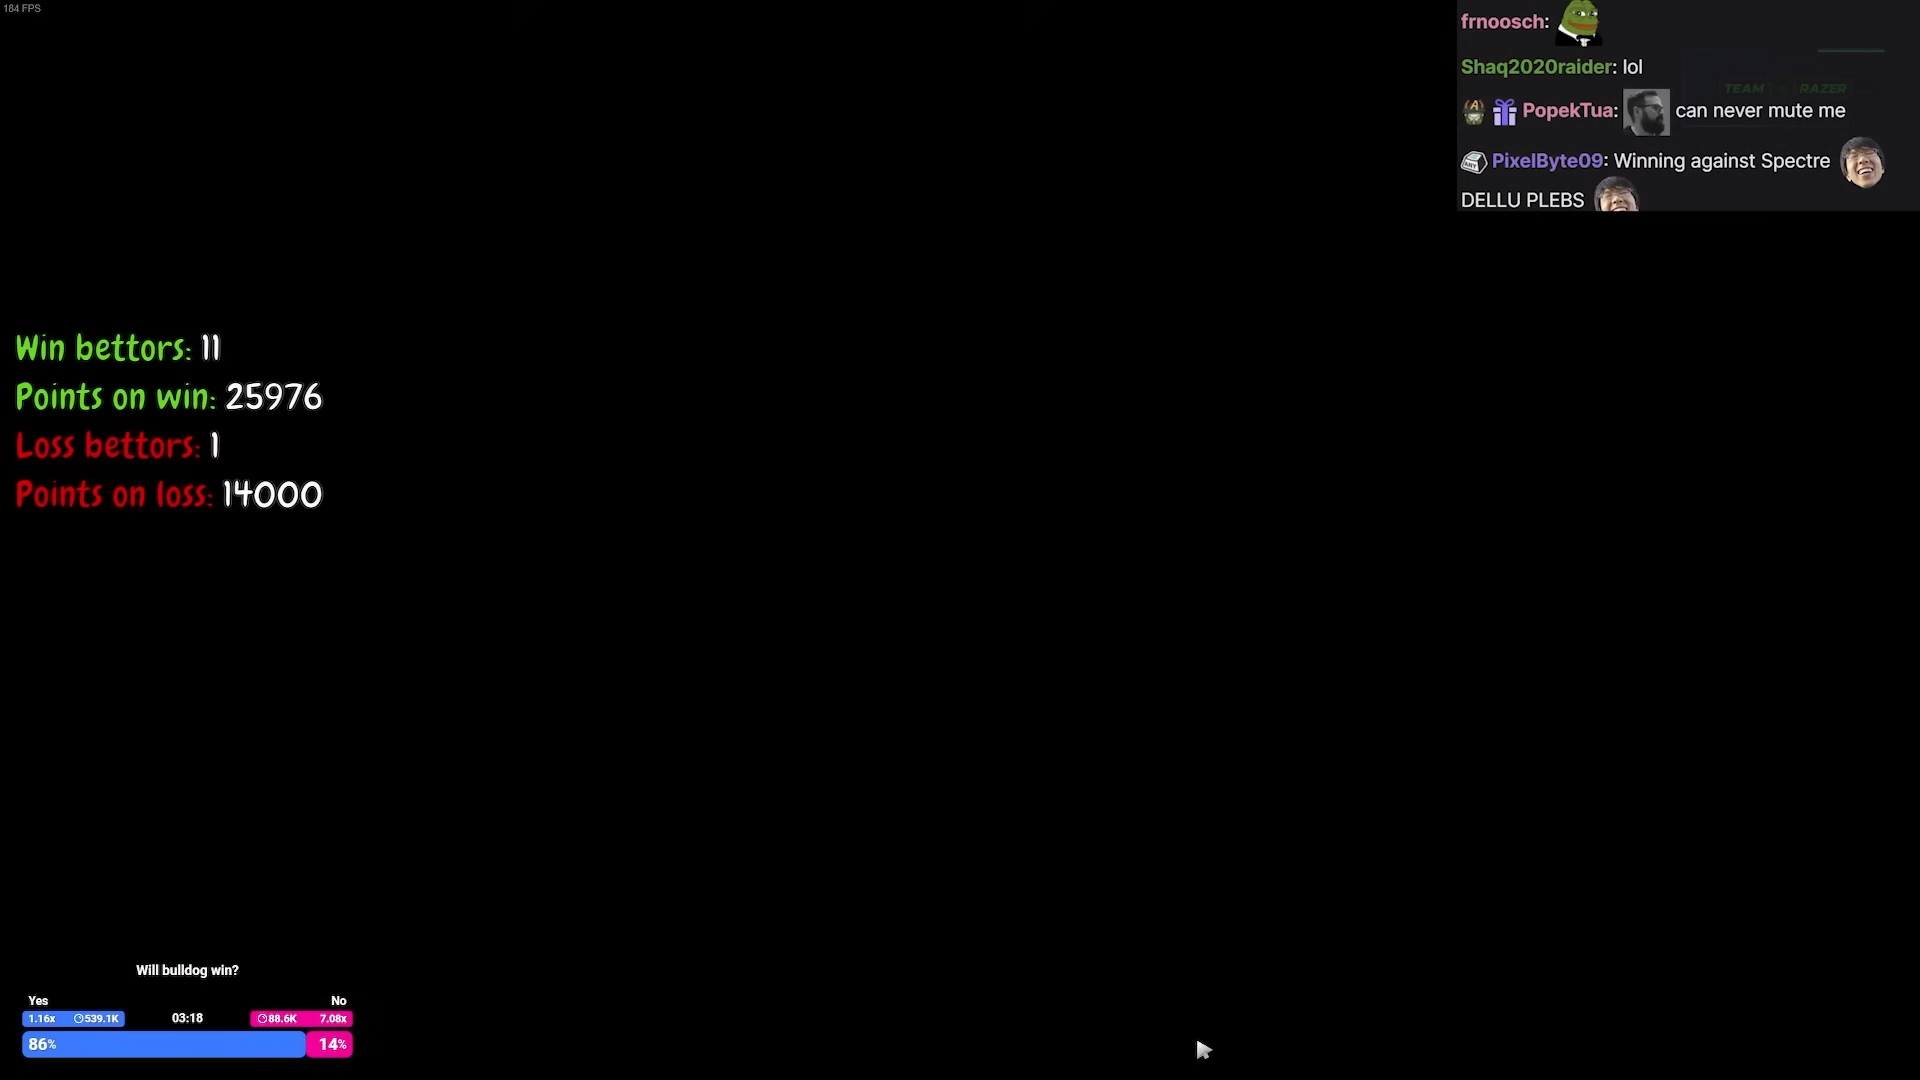 184 FPS
frnoosch:
Shaq2020raider: lol
TEAM RAZER
PopekTua: can never mute me
PixelByte09: Winning against Spectre
DELLU PLEBS
Win bettors: 11
Points on win: 25976
Loss bettors: 1
Points on loss: 14000
Will bulldog win?
Yes No
1.16x 539.1K 03:18 88.6K 7.08x
86% 14%